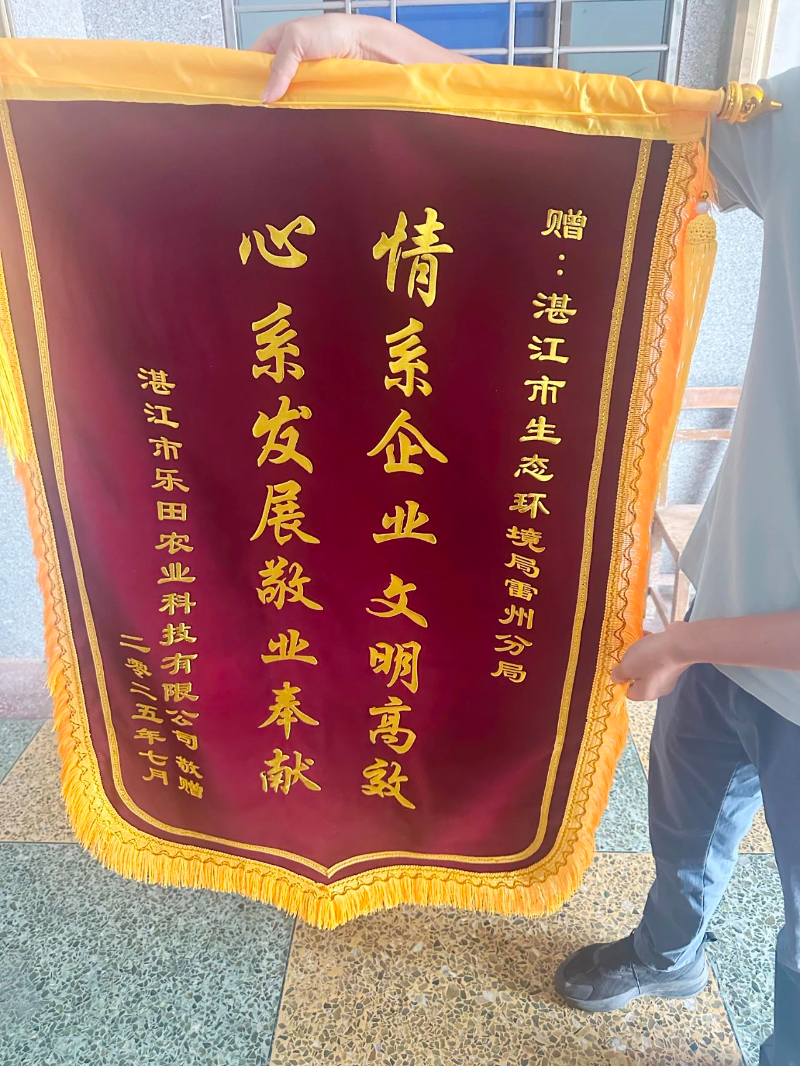 赠：湛江市生态环境局雷州分局
情系企业文明高效
心系发展敬业奉献
湛江市乐田农业科技有限公司 敬赠
二零二五年七月